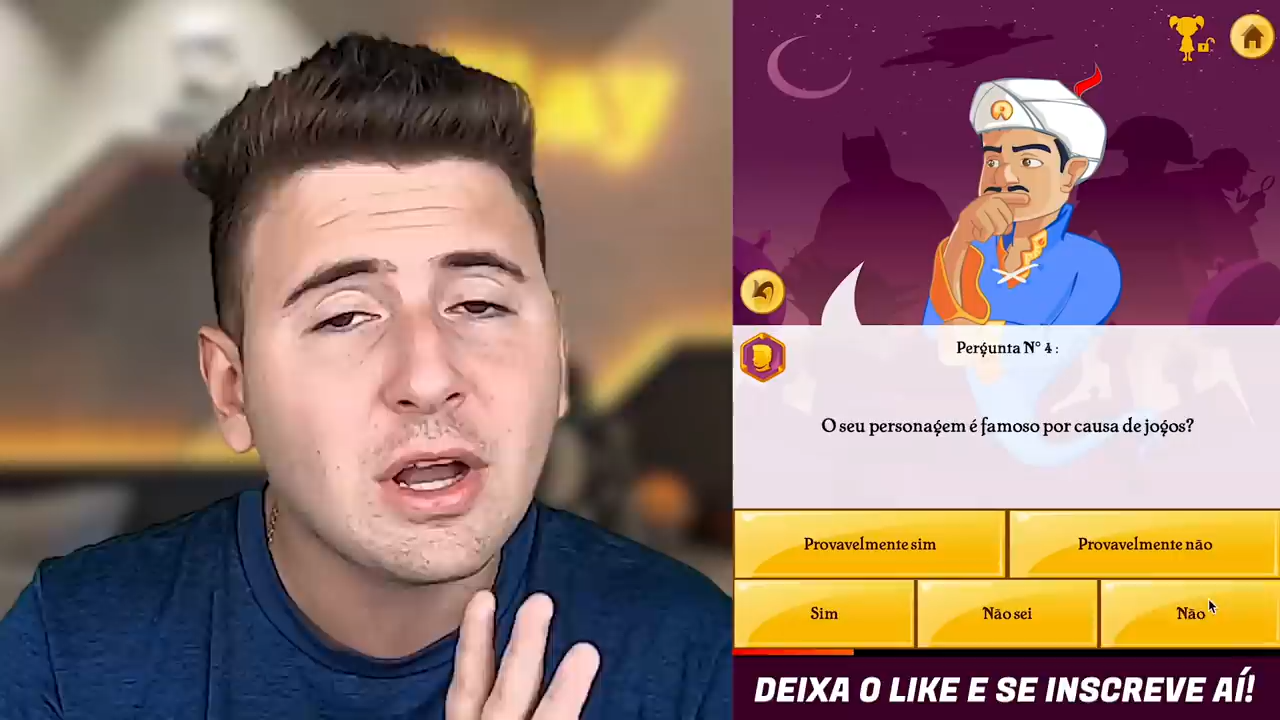 ay
Pergunta N° 4 :
O seu personagem é famoso por causa de jogos?
Provavelmente sim
Provavelmente não
Sim
Não sei
Não
DEIXA O LIKE E SE INSCREVE AÍ!